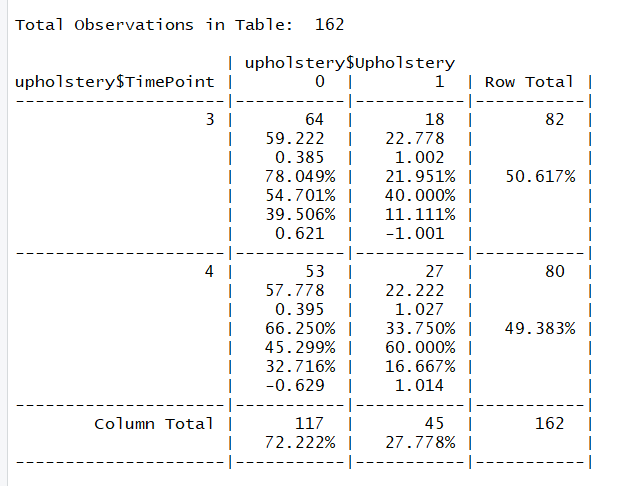 Total Observations in Table:  162
                    | upholstery$Upholstery
upholstery$TimePoint |         0 |         1 | Row Total |
---------------------|-----------|-----------|-----------|
                   3 |        64 |        18 |        82 |
                     |    59.222 |    22.778 |           |
                     |     0.385 |     1.002 |           |
                     |   78.049% |   21.951% |   50.617% |
                     |   54.701% |   40.000% |           |
                     |   39.506% |   11.111% |           |
                     |     0.621 |    -1.001 |           |
---------------------|-----------|-----------|-----------|
                   4 |        53 |        27 |        80 |
                     |    57.778 |    22.222 |           |
                     |     0.395 |     1.027 |           |
                     |   66.250% |   33.750% |   49.383% |
                     |   45.299% |   60.000% |           |
                     |   32.716% |   16.667% |           |
                     |    -0.629 |     1.014 |           |
---------------------|-----------|-----------|-----------|
        Column Total |       117 |        45 |       162 |
                     |   72.222% |   27.778% |           |
---------------------|-----------|-----------|-----------|